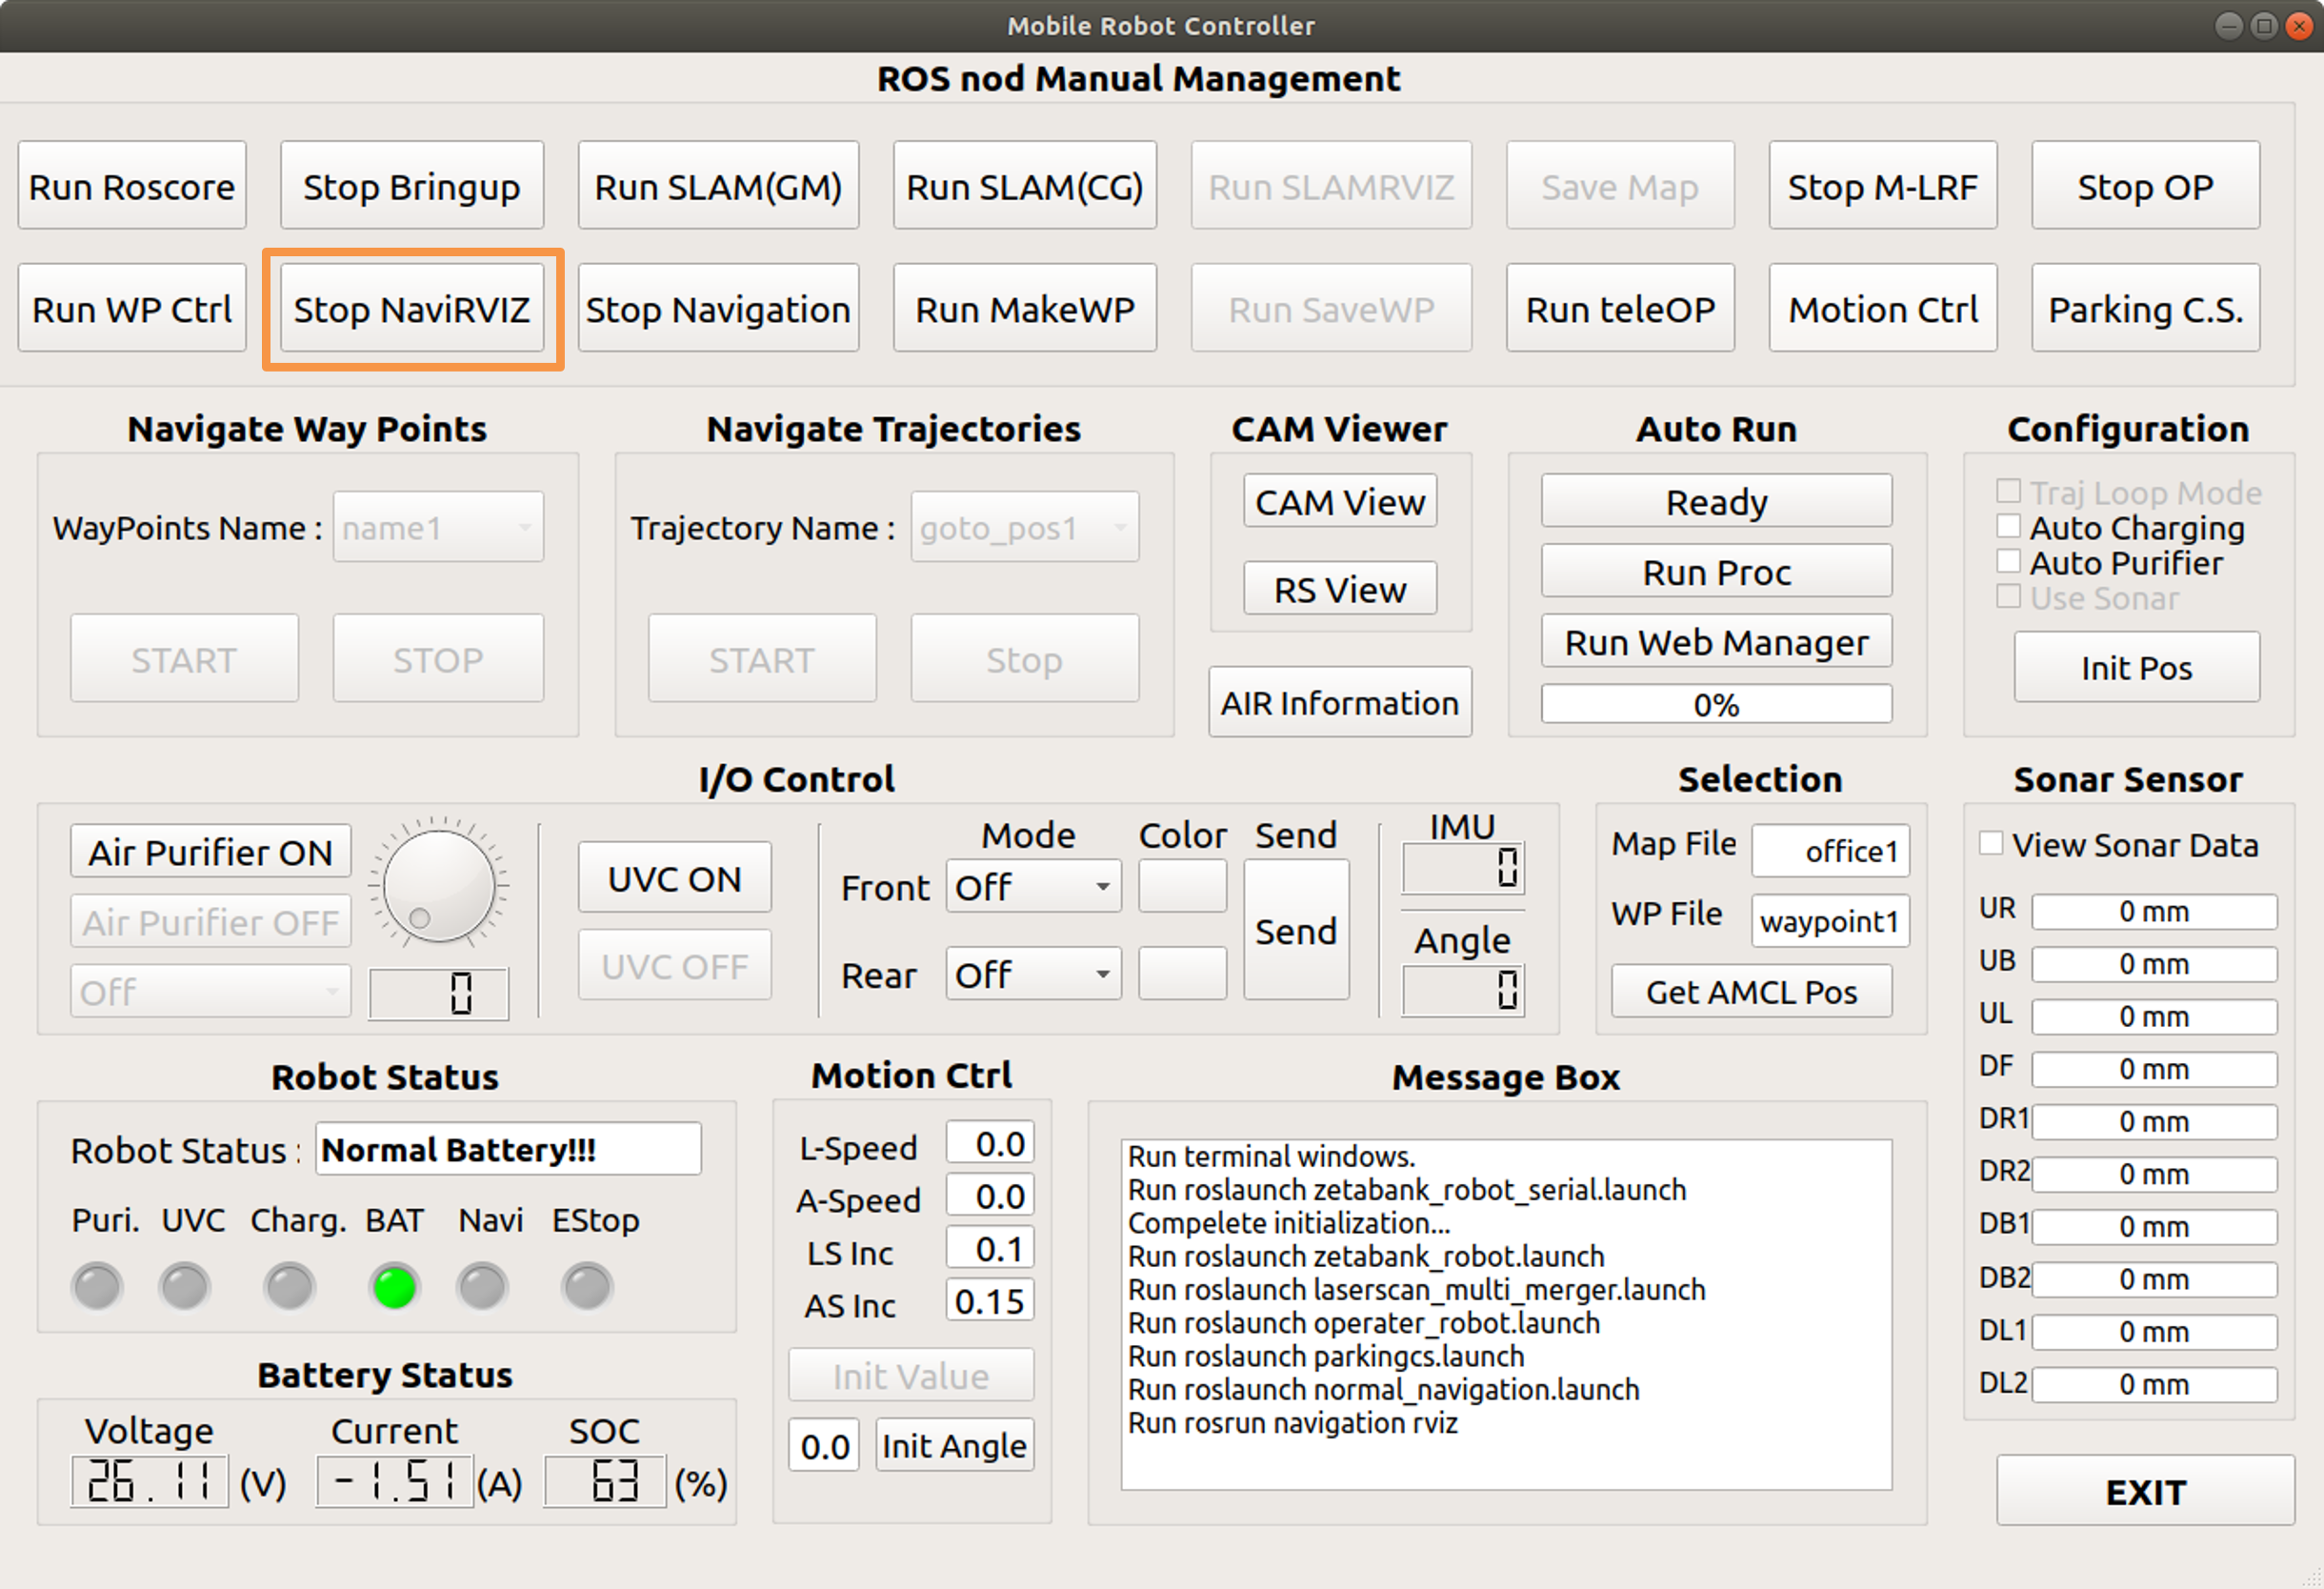 Mobile Robot Controller
ROS nod Manual Management
Run Roscore Stop Bringup Run SLAM(GM) Run SLAM(CG) Run SLAMRVIZ Save Map Stop M-LRF Stop OP
Run WP Ctrl Stop NaviRVIZ Stop Navigation Run MakeWP Run SaveWP Run teleOP Motion Ctrl Parking C.S.
Navigate Way Points
WayPoints Name : name1
START STOP
Navigate Trajectories
Trajectory Name : goto_pos1
START Stop
CAM Viewer
CAM View
RS View
AIR Information
Auto Run
Ready
Run Proc
Run Web Manager
0%
Configuration
Traj Loop Mode
Auto Charging
Auto Purifier
Use Sonar
Init Pos
I/O Control
Air Purifier ON
Air Purifier OFF
Off
0
UVC ON
UVC OFF
Mode Color Send
Front Off
Send
Rear Off
IMU
0
Angle
0
Selection
Map File office1
WP File waypoint1
Get AMCL Pos
Sonar Sensor
View Sonar Data
UR 0 mm
UB 0 mm
UL 0 mm
DF 0 mm
DR1 0 mm
DR2 0 mm
DB1 0 mm
DB2 0 mm
DL1 0 mm
DL2 0 mm
Robot Status
Robot Status : Normal Battery!!!
Puri. UVC Charg. BAT Navi EStop
Battery Status
Voltage Current SOC
26.11 (V) -1.51 (A) 63 (%)
Motion Ctrl
L-Speed 0.0
A-Speed 0.0
LS Inc 0.1
AS Inc 0.15
Init Value
0.0 Init Angle
Message Box
Run terminal windows.
Run roslaunch zetabank_robot_serial.launch
Compelete initialization...
Run roslaunch zetabank_robot.launch
Run roslaunch laserscan_multi_merger.launch
Run roslaunch operater_robot.launch
Run roslaunch parkingcs.launch
Run roslaunch normal_navigation.launch
Run rosrun navigation rviz
EXIT